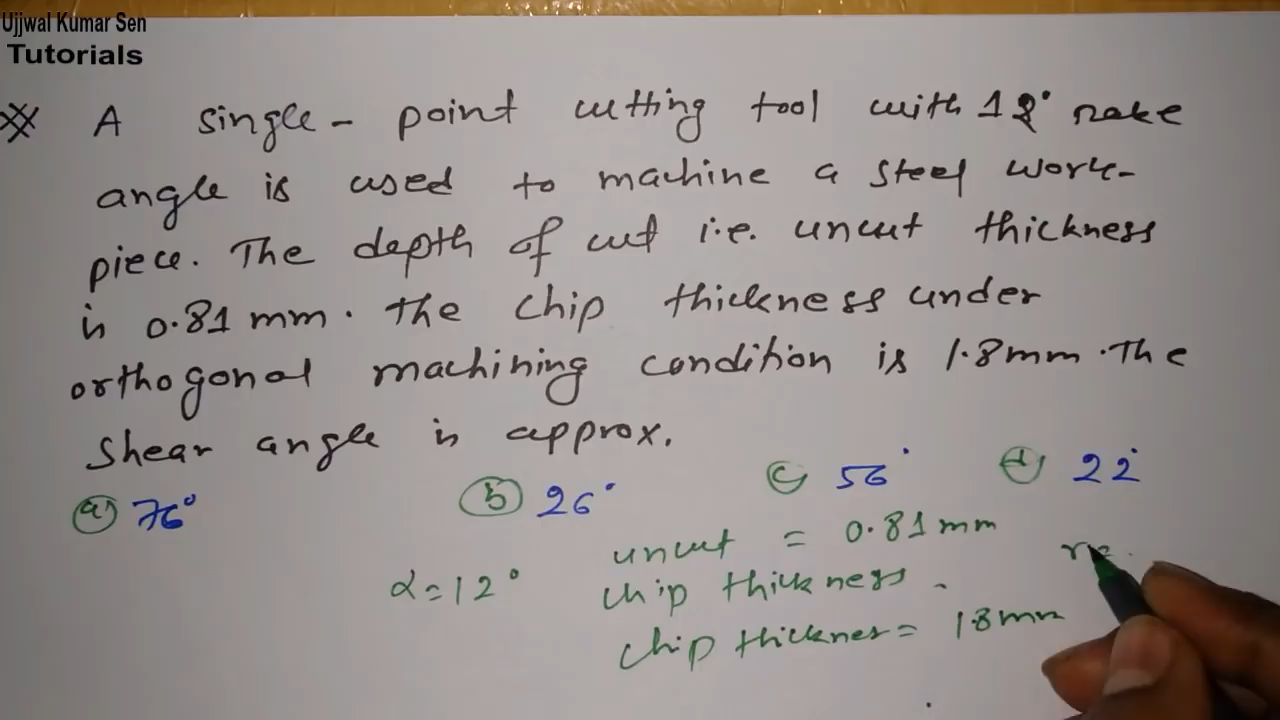 Ujjwal Kumar Sen
Tutorials
A single-point cutting tool with 12° rake
angle is used to machine a steel work-
piece. The depth of cut i.e. uncut thickness
is 0.81 mm. The chip thickness under
orthogonal machining condition is 1.8mm. The
shear angle is approx.
(a) 76° (b) 26° (c) 56° (d) 22°
uncut = 0.81 mm
α = 12° chip thickness
chip thickness = 1.8 mm